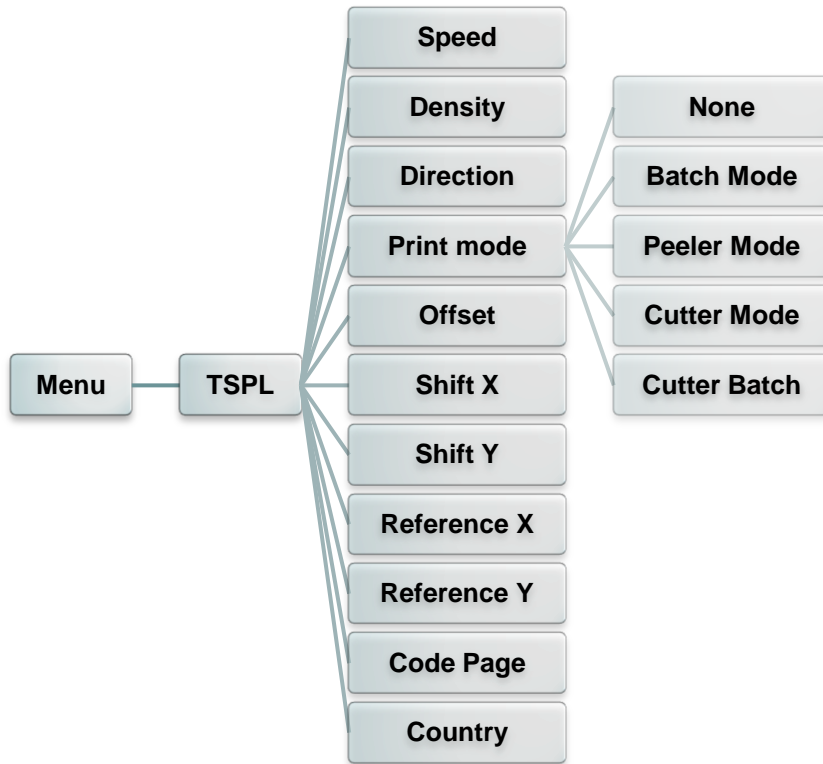 Menu
TSPL
Speed
Density
Direction
Print mode
Offset
Shift X
Shift Y
Reference X
Reference Y
Code Page
Country
None
Batch Mode
Peeler Mode
Cutter Mode
Cutter Batch